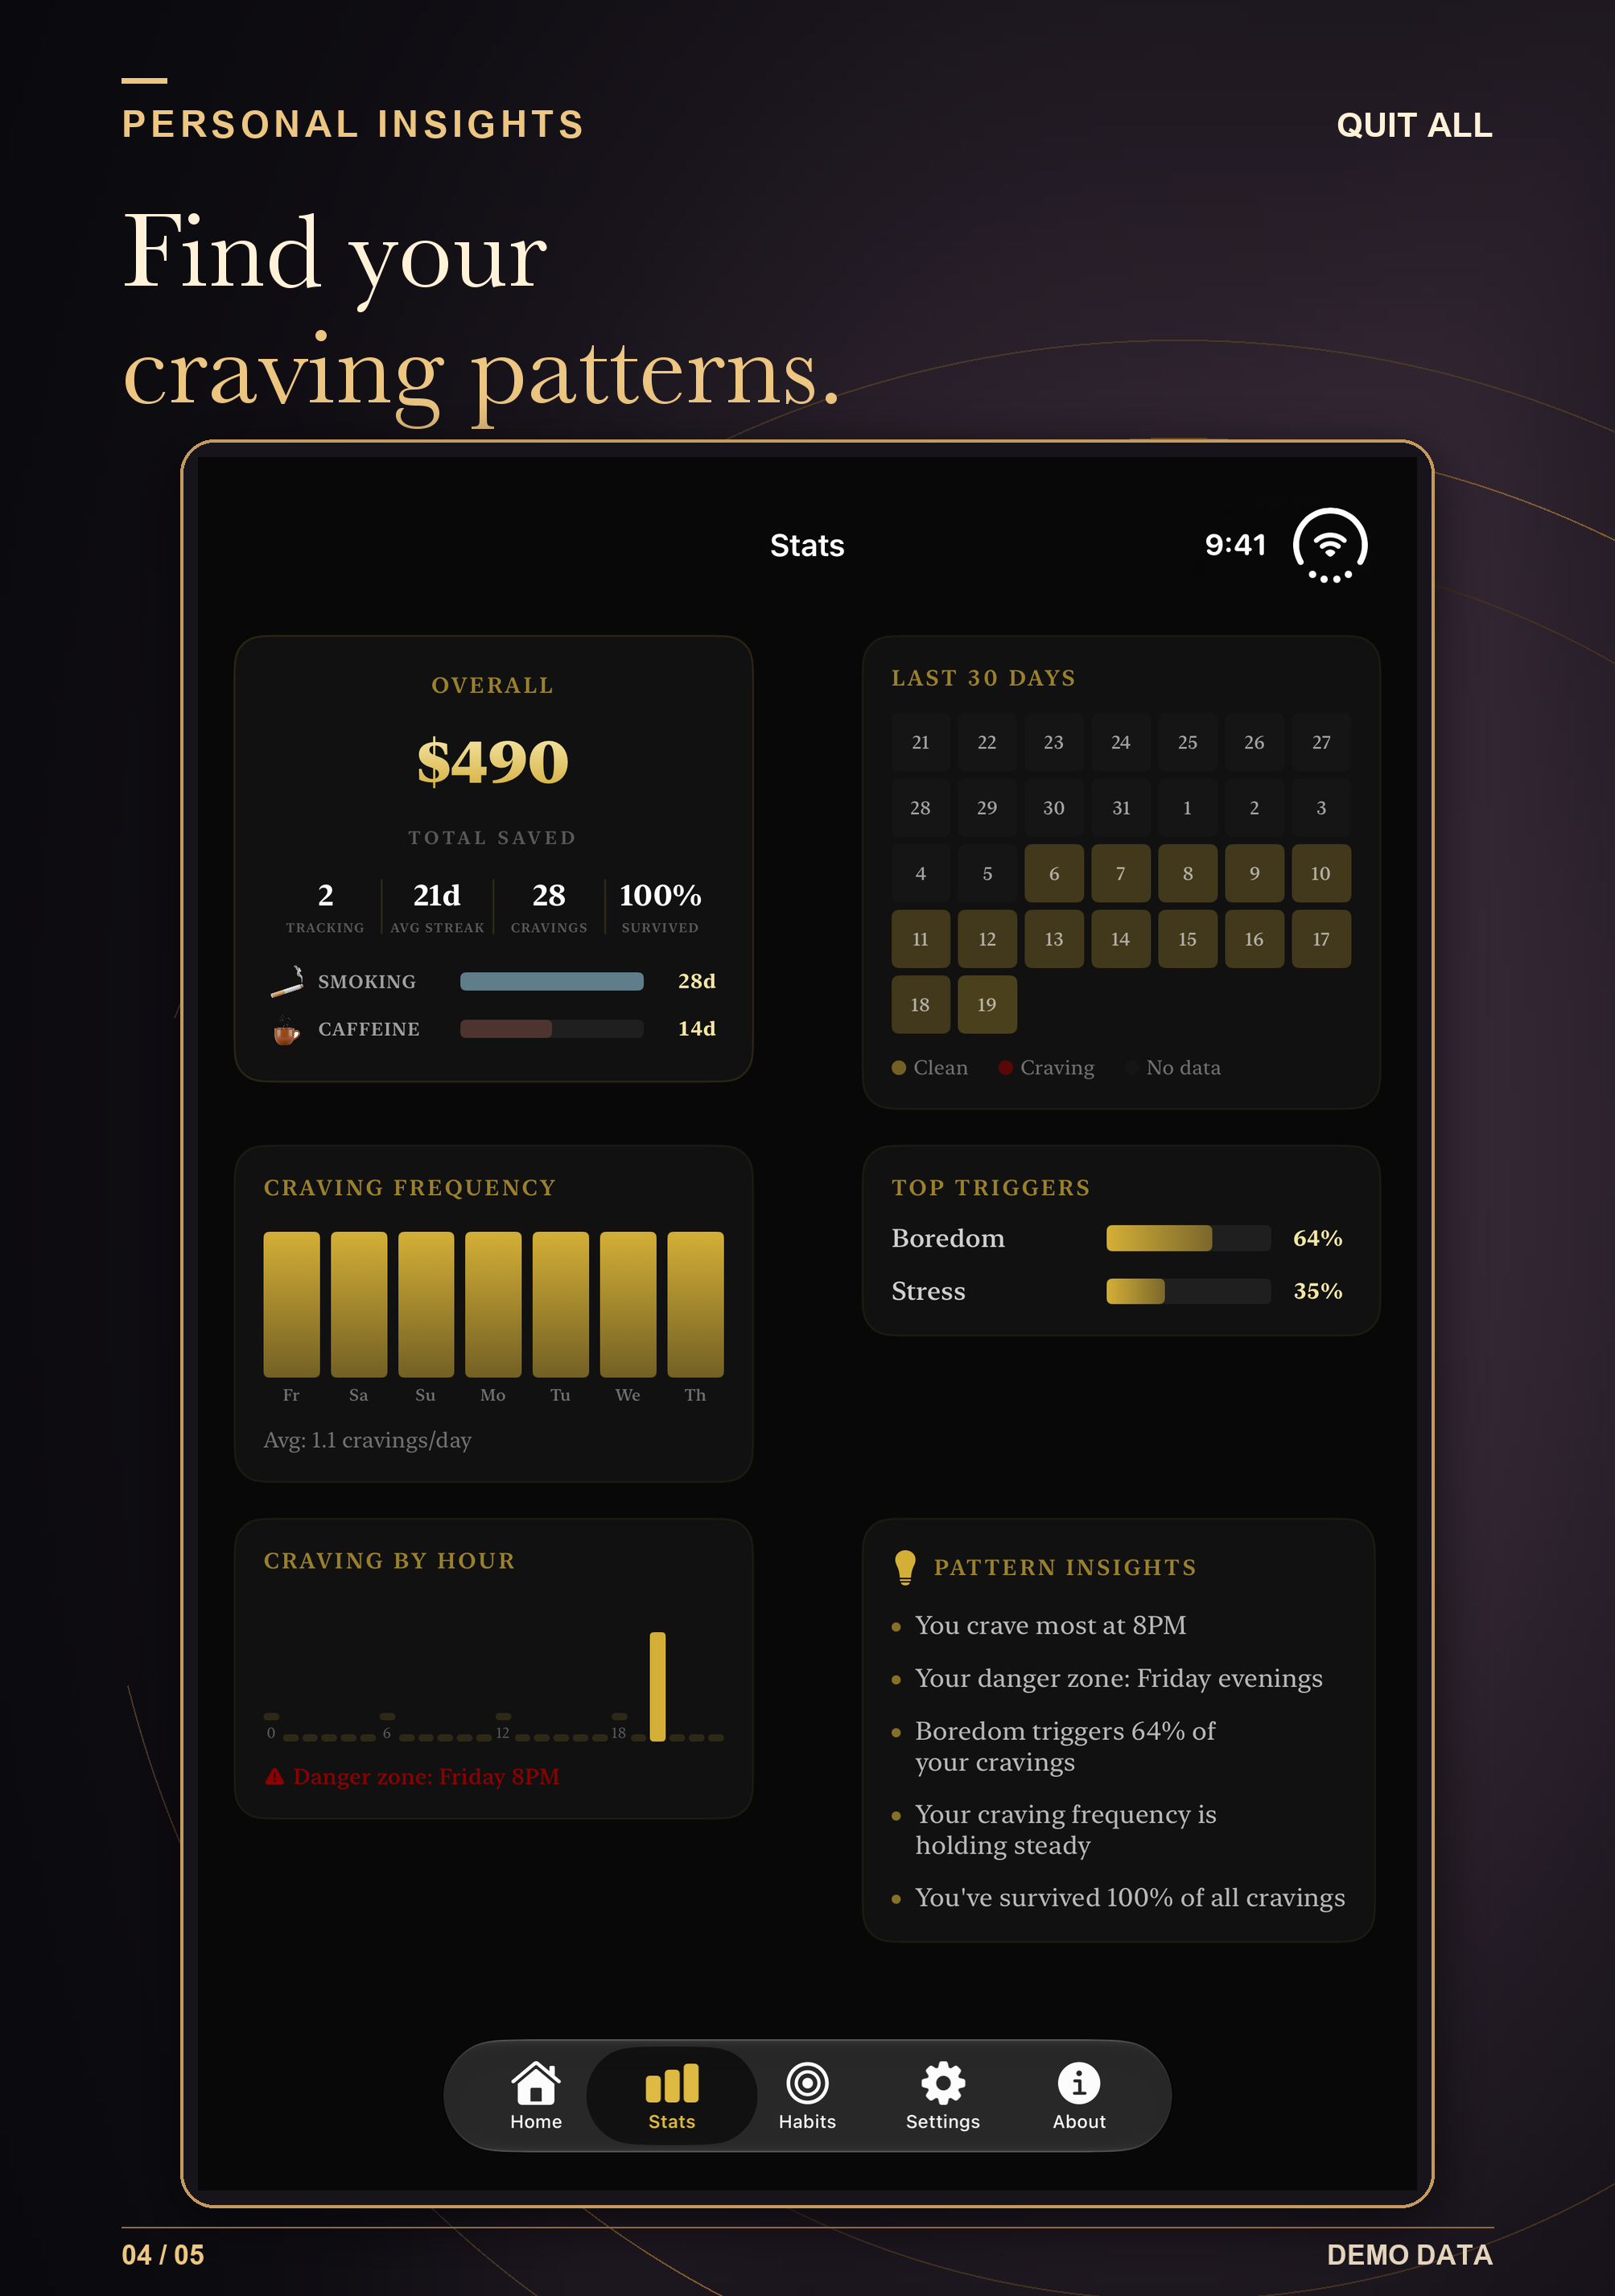 PERSONAL INSIGHTS
QUIT ALL
Find your
craving patterns.
Stats
9:41
OVERALL
$490
TOTAL SAVED
2 21d 28 100%
TRACKING AVG STREAK CRAVINGS SURVIVED
SMOKING 28d
CAFFEINE 14d
LAST 30 DAYS
21 22 23 24 25 26 27
28 29 30 31 1 2 3
4 5 6 7 8 9 10
11 12 13 14 15 16 17
18 19
Clean Craving No data
CRAVING FREQUENCY
Fr Sa Su Mo Tu We Th
Avg: 1.1 cravings/day
TOP TRIGGERS
Boredom 64%
Stress 35%
CRAVING BY HOUR
0 6 12 18
Danger zone: Friday 8PM
PATTERN INSIGHTS
You crave most at 8PM
Your danger zone: Friday evenings
Boredom triggers 64% of
your cravings
Your craving frequency is
holding steady
You've survived 100% of all cravings
Home Stats Habits Settings About
04 / 05
DEMO DATA